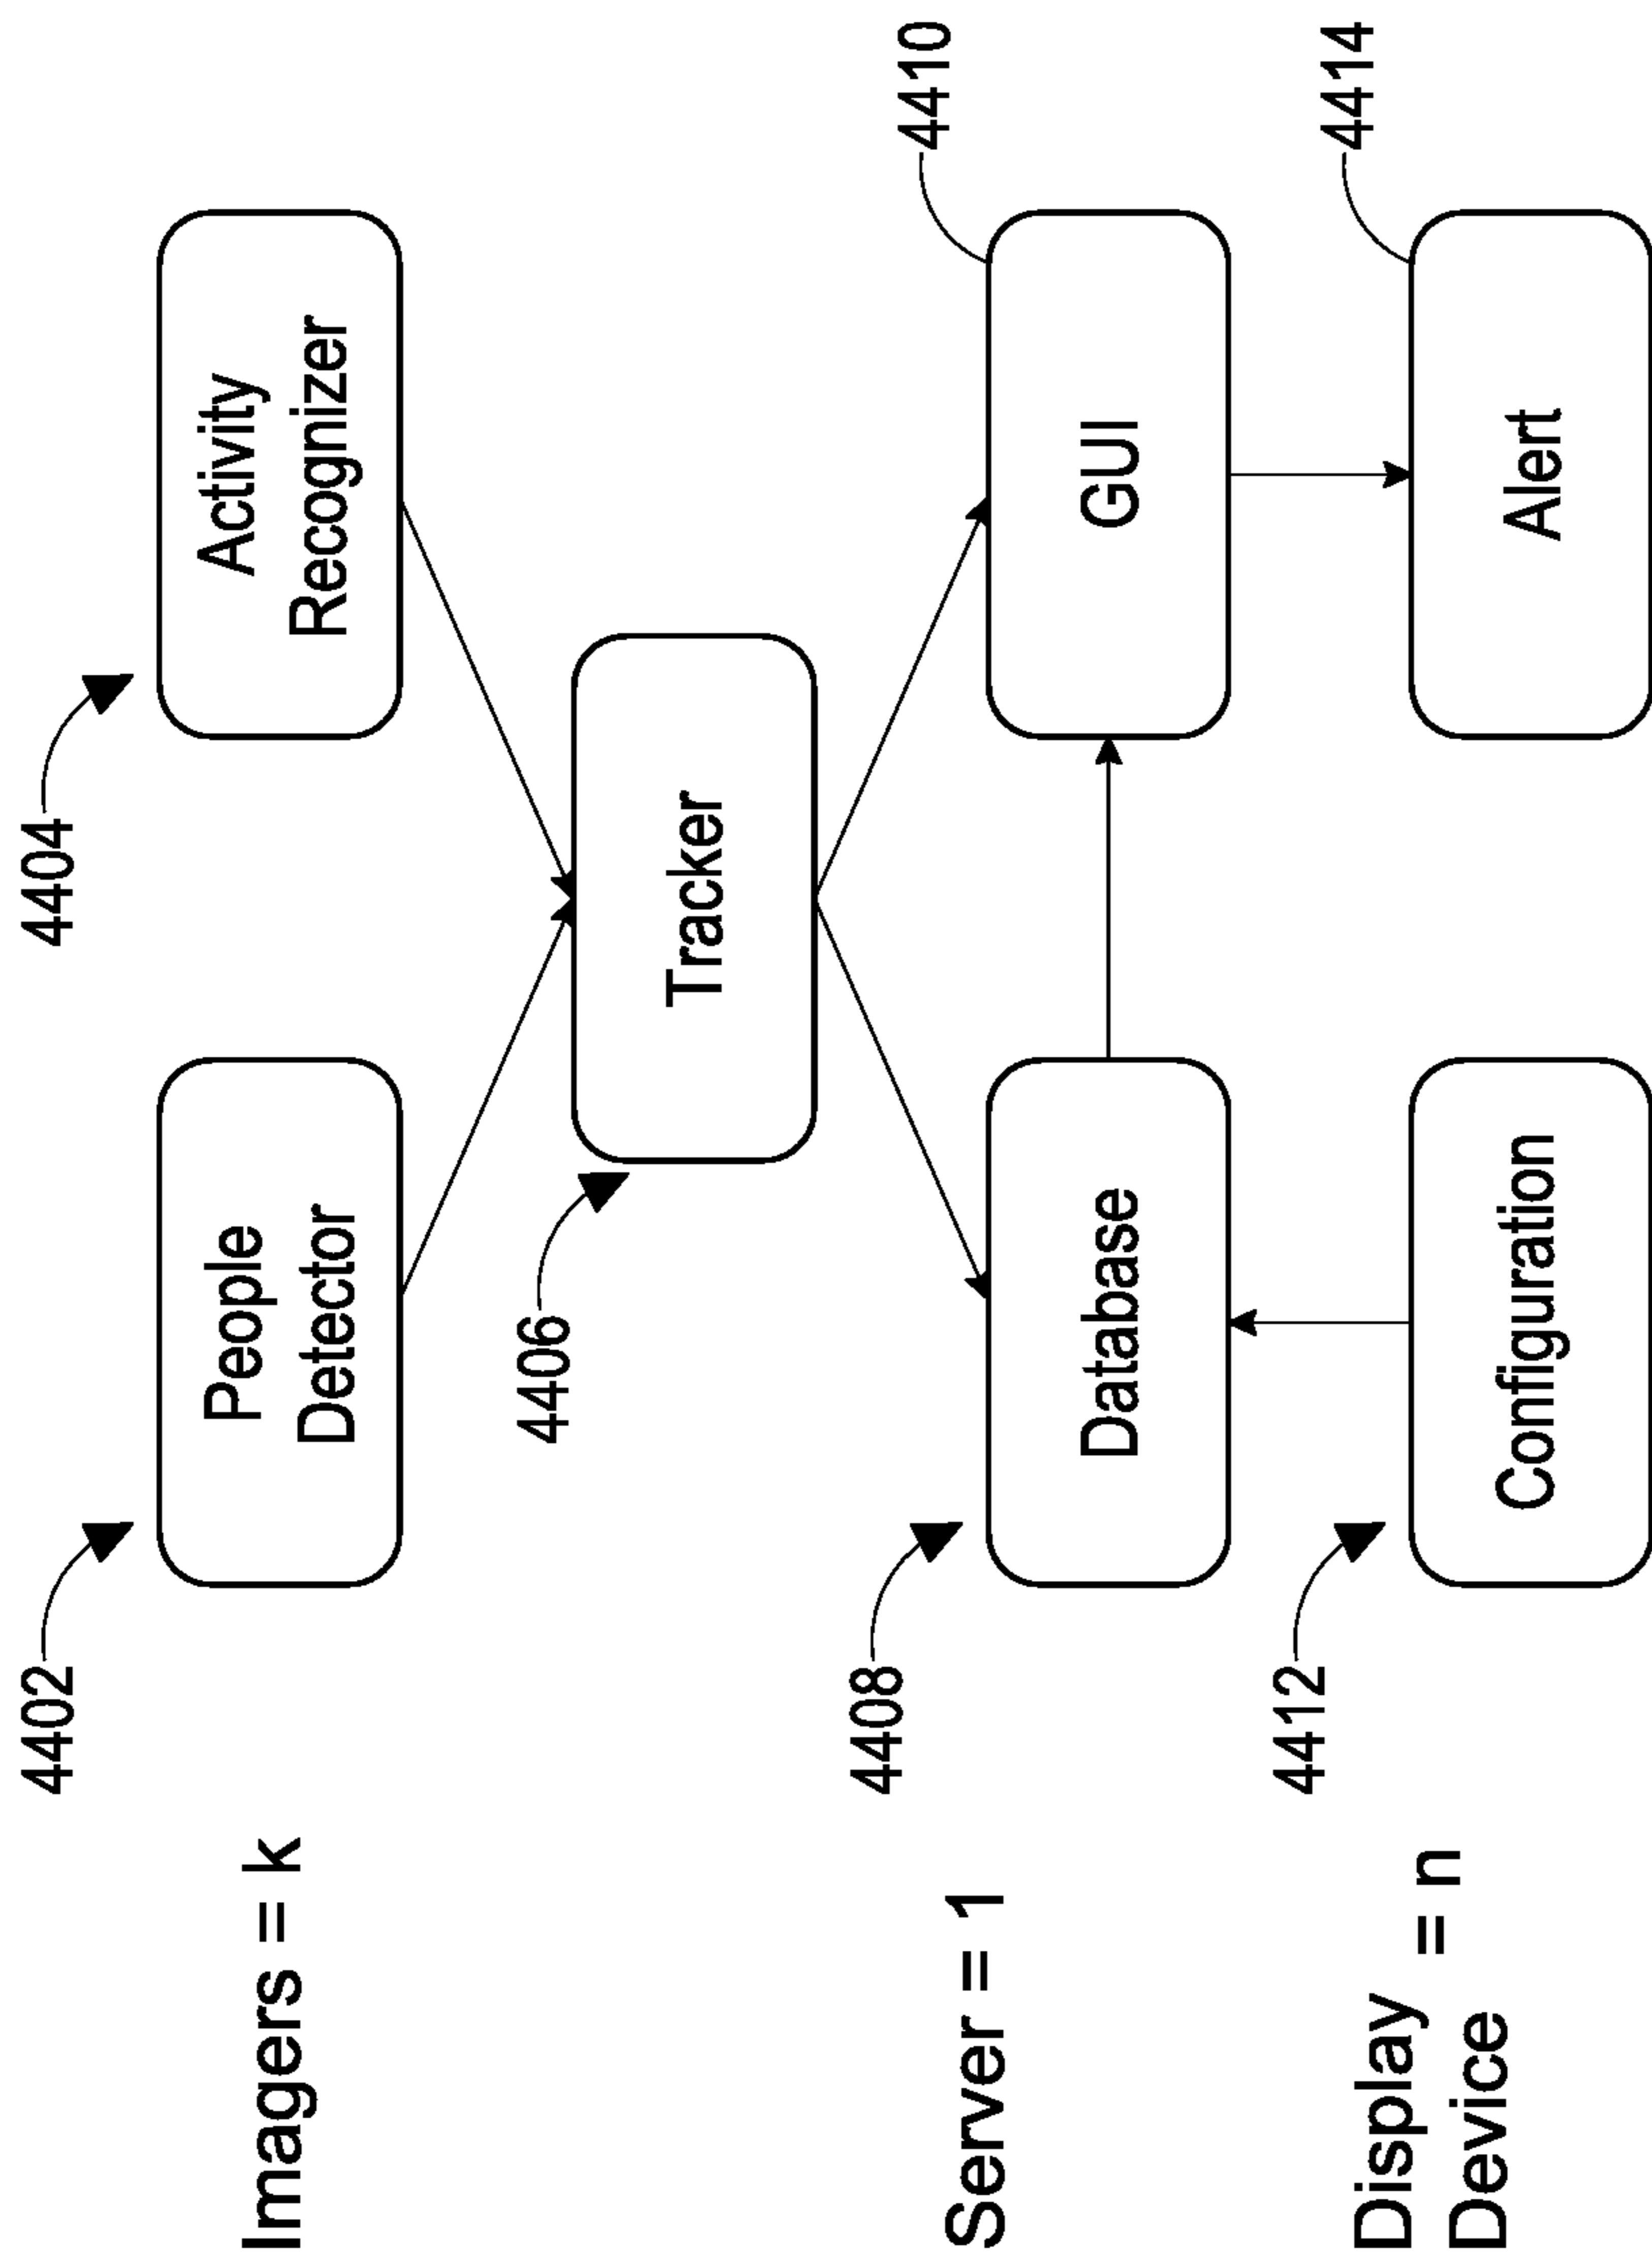 4402
4404
Imagers = k
People
Detector
Activity
Recognizer
4406
Tracker
4408
4410
Server = 1
Database
GUI
4412
4414
Display
Device
= n
Configuration
Alert